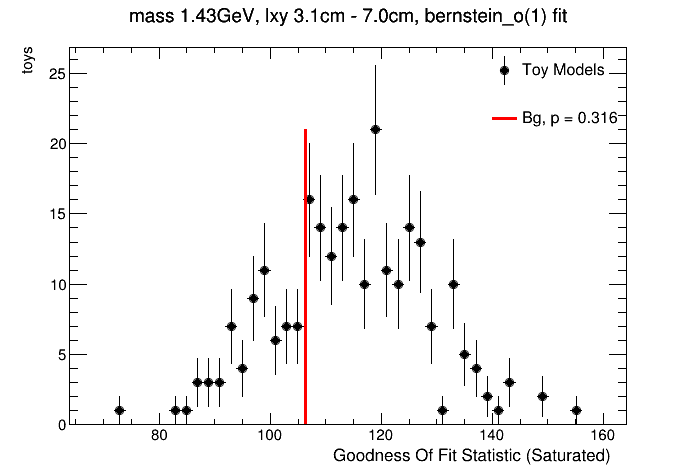 mass 1.43GeV, lxy 3.1cm - 7.0cm, bernstein_o(1) fit
toys
25
20
15
10
5
0
Toy Models
Bg, p = 0.316
80 100 120 140 160
Goodness Of Fit Statistic (Saturated)